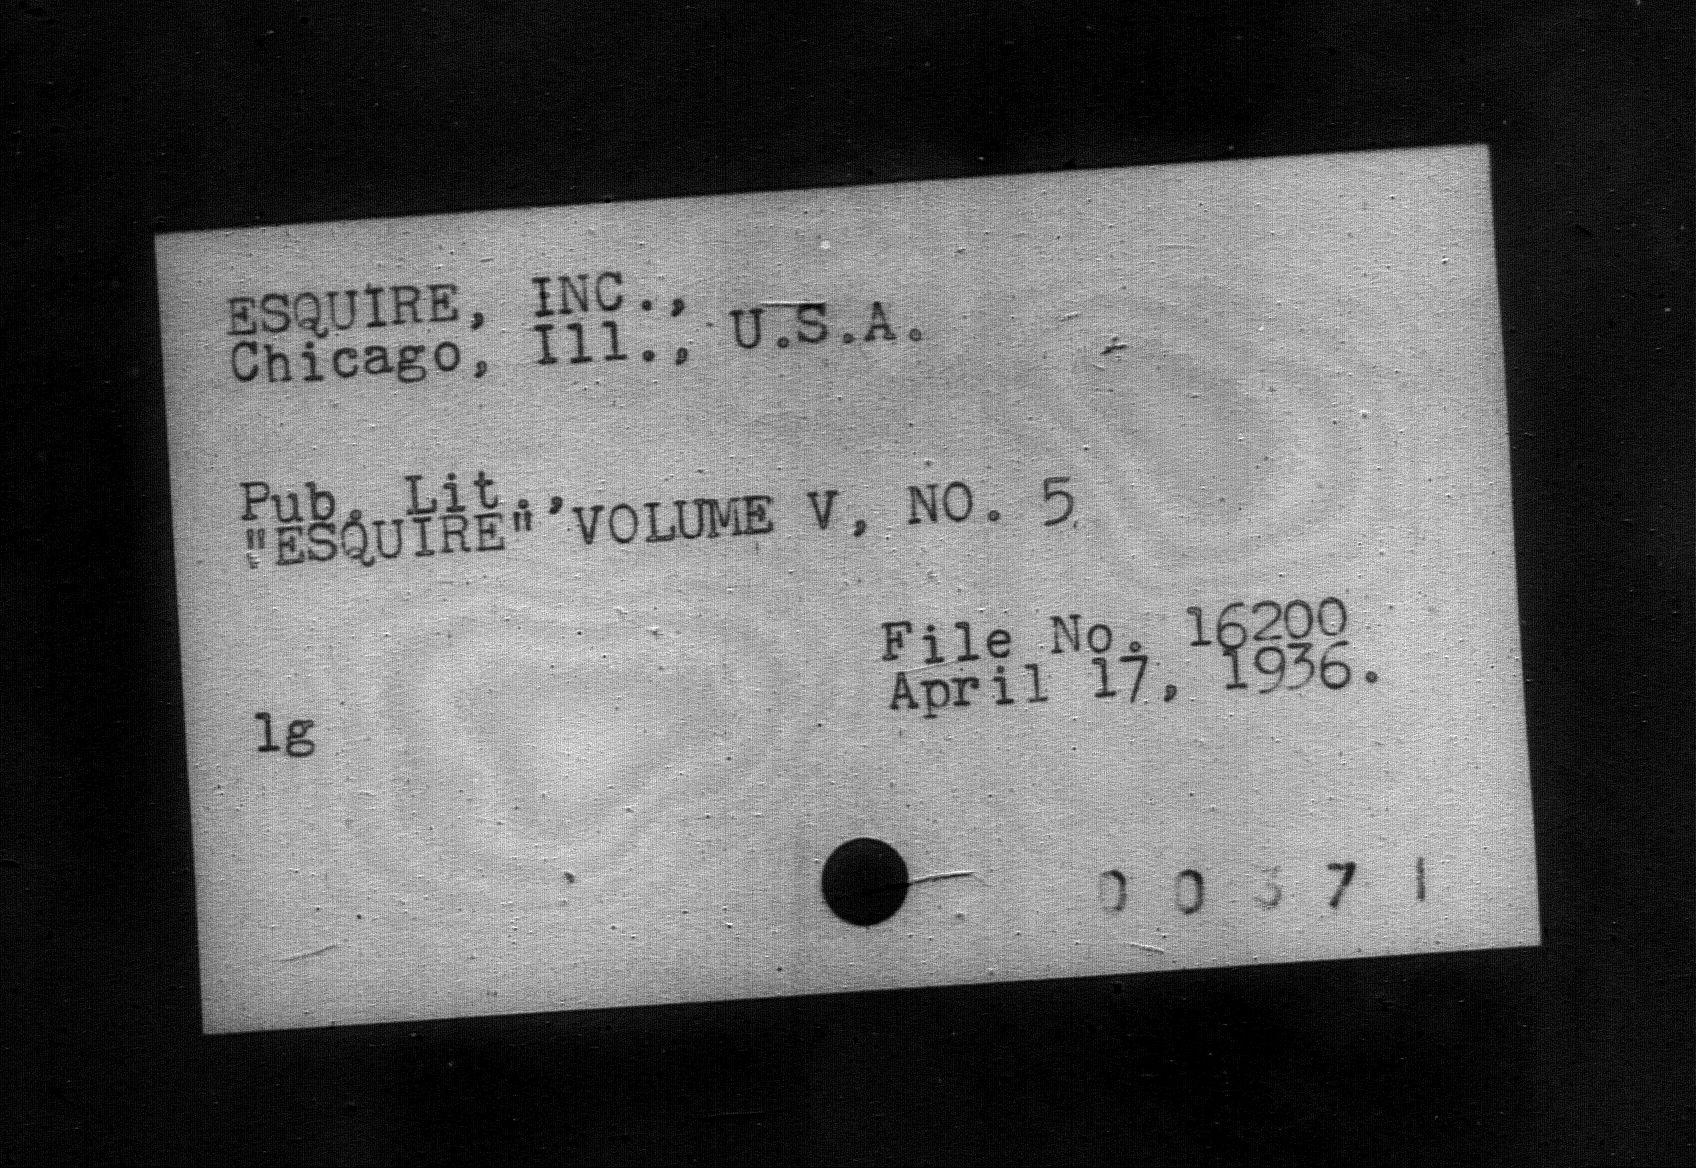 ESQUIRE, INC.,
Chicago, Ill., U.S.A.
Pub. Lit.,
"ESQUIRE" VOLUME V, NO. 5
File No. 16200
April 17, 1936.
lg
0 0 3 7 1